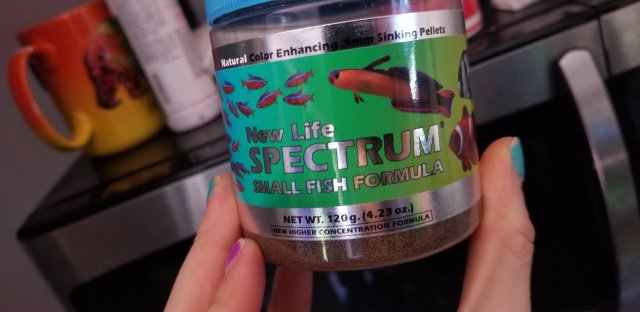 Natural Color Enhancing .5mm Sinking Pellets
New Life
SPECTRUM®
SMALL FISH FORMULA
NET WT. 120g. (4.23 oz.)
NEW HIGHER CONCENTRATION FORMULA